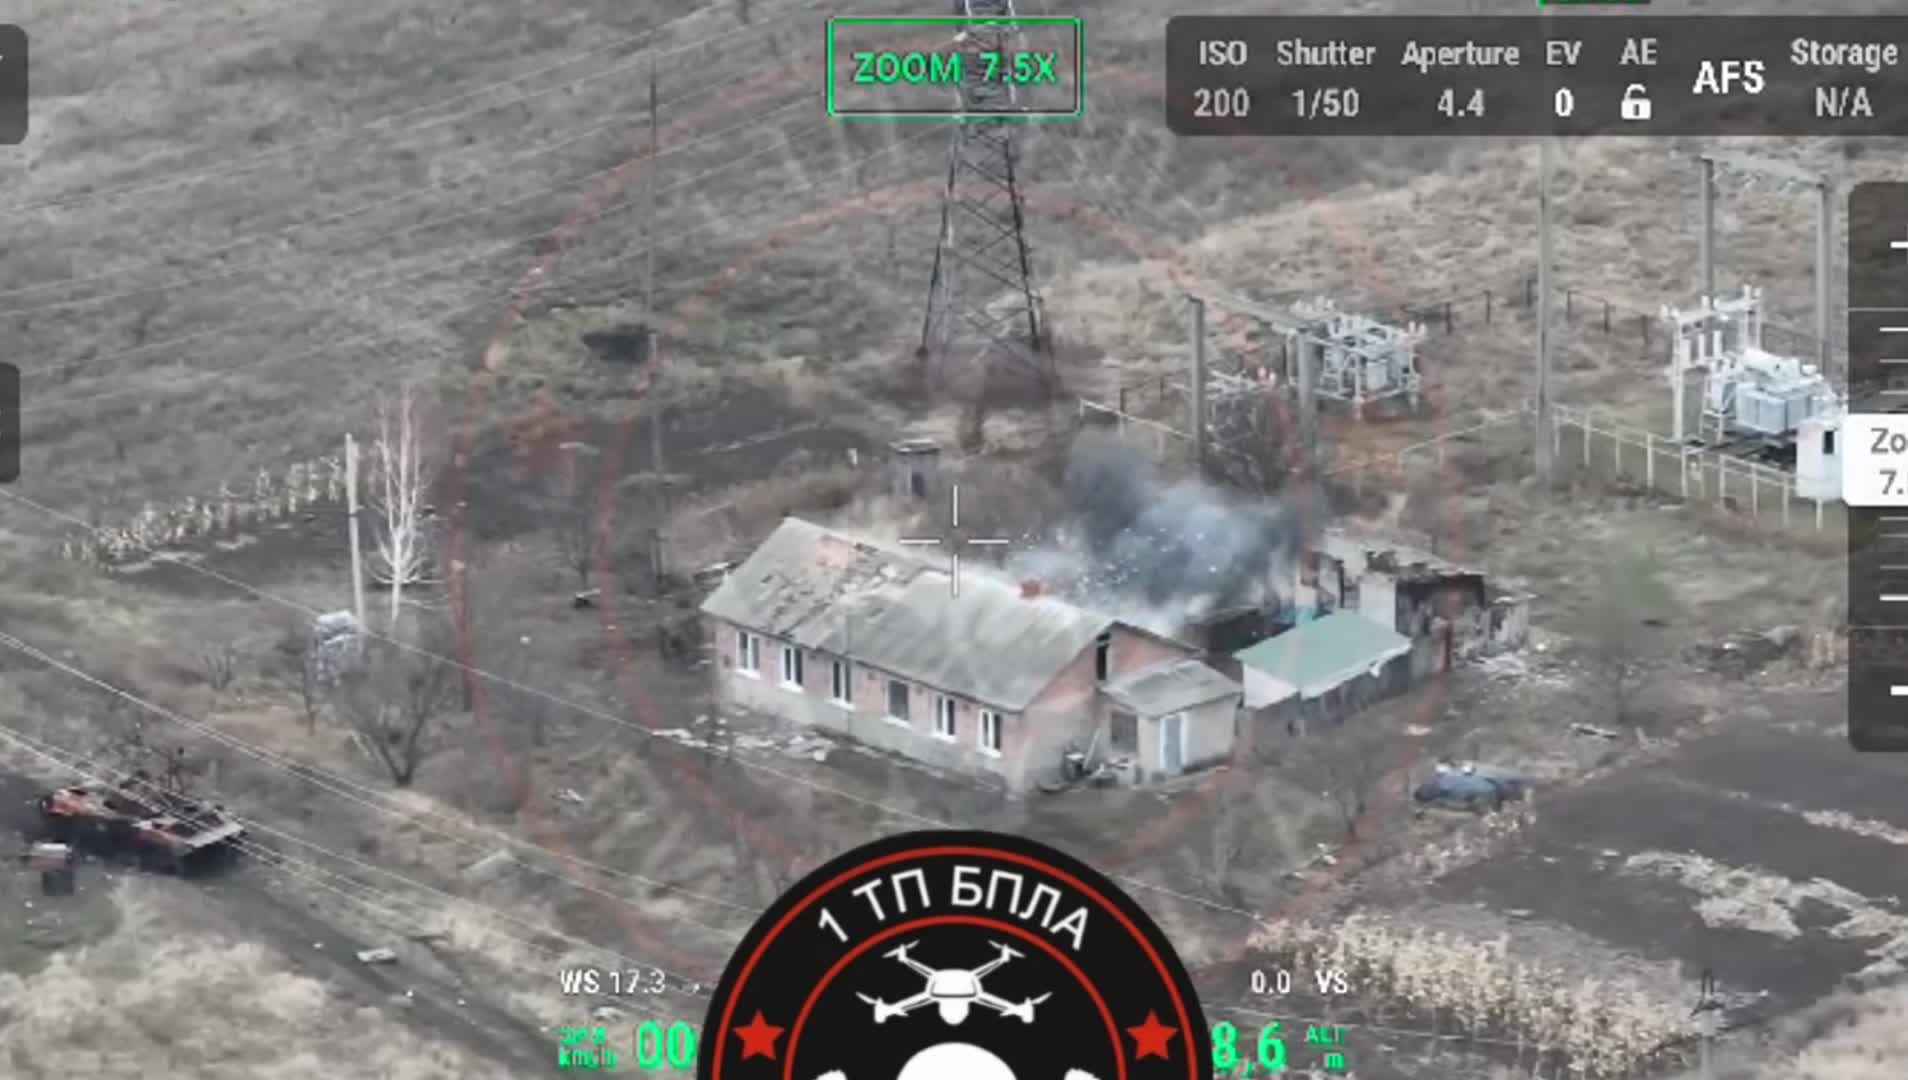 ZOOM 7.5X
ISO Shutter Aperture EV AE AFS Storage
200 1/50 4.4 0 N/A
Zo
7.
1 ТП БПЛА
WS 17.3
0.0 VS
km/h 00
8,6 ALT m